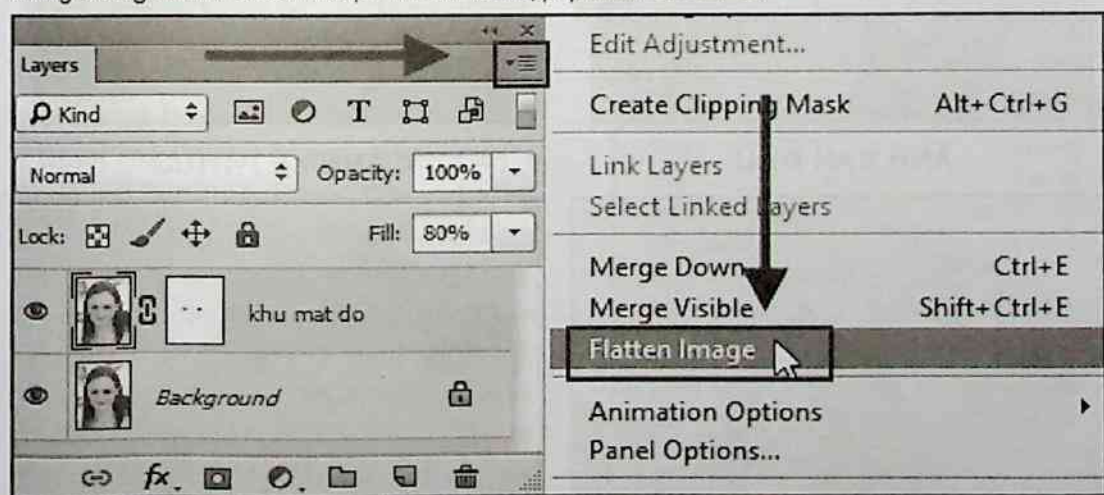 Layers
Kind
Normal
Opacity: 100%
Lock:
Fill: 80%
khu mat do
Background
fx
Edit Adjustment...
Create Clipping Mask Alt+Ctrl+G
Link Layers
Select Linked Layers
Merge Down Ctrl+E
Merge Visible Shift+Ctrl+E
Flatten Image
Animation Options
Panel Options...